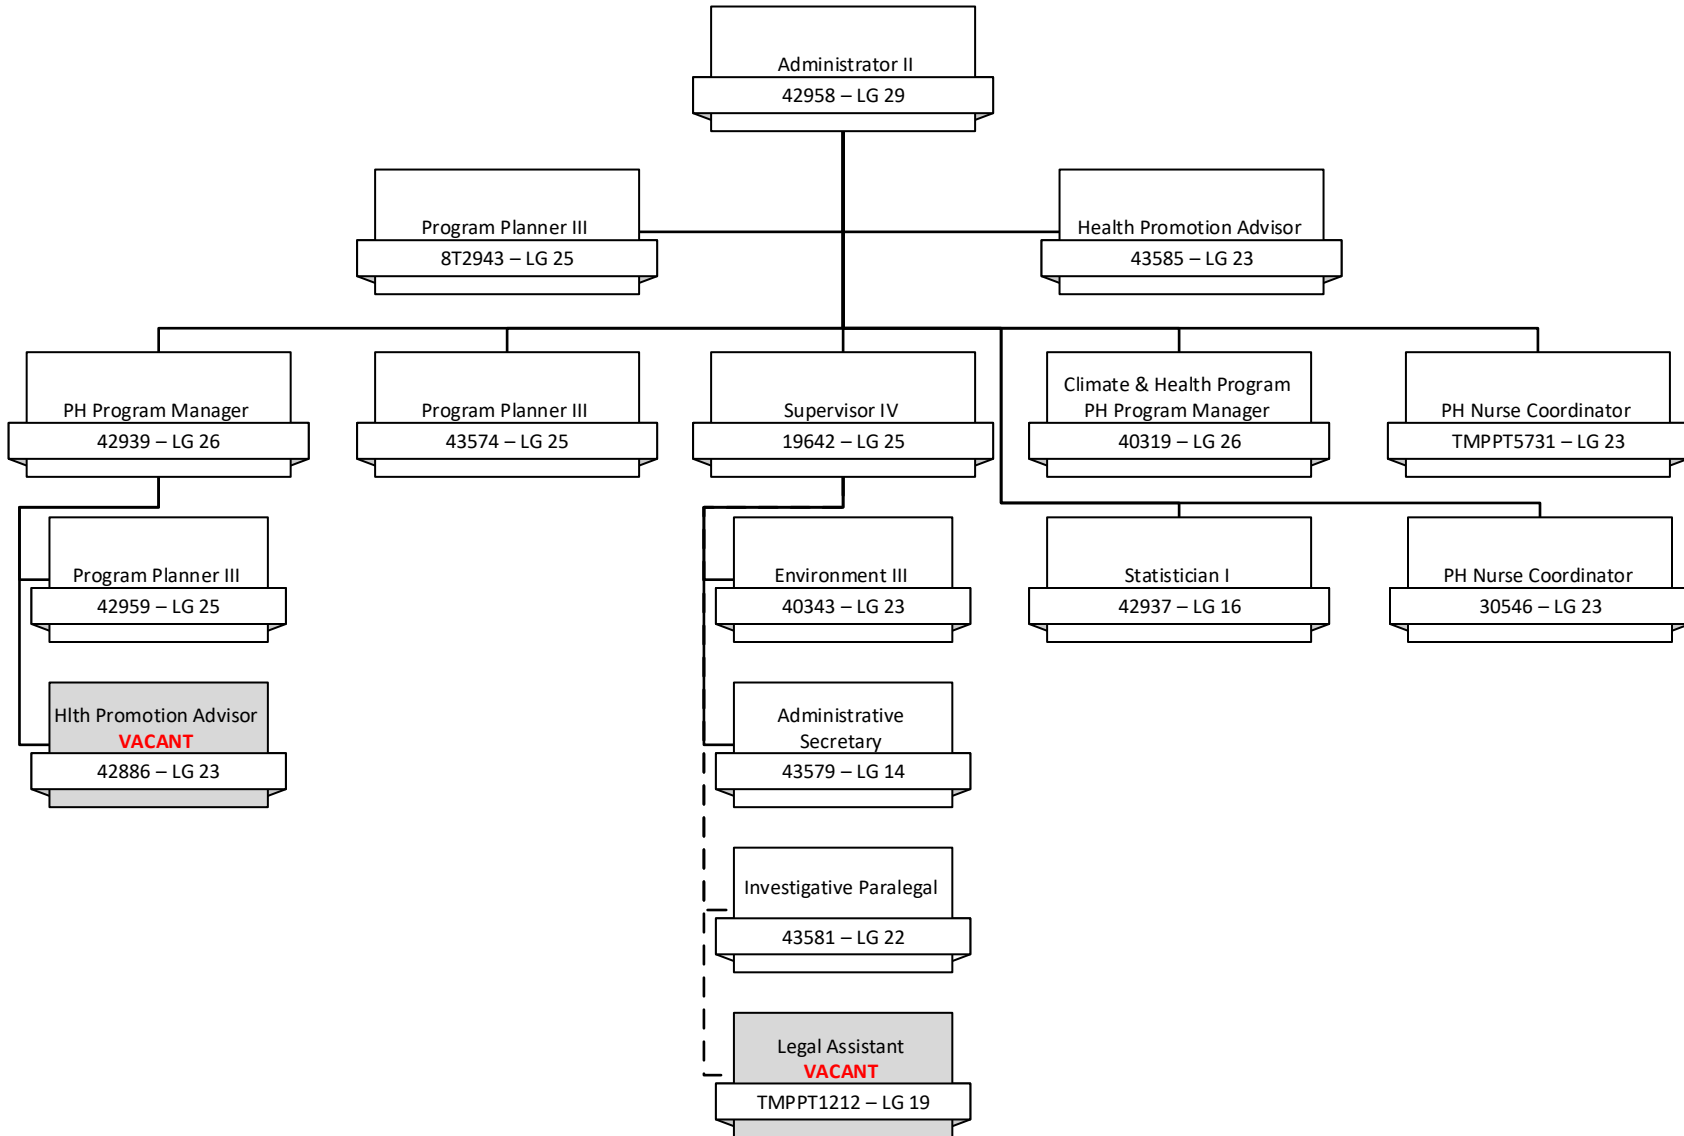 Administrator II
42958 – LG 29
Program Planner III
8T2943 – LG 25
Health Promotion Advisor
43585 – LG 23
PH Program Manager
42939 – LG 26
Program Planner III
43574 – LG 25
Supervisor IV
19642 – LG 25
Climate & Health Program
PH Program Manager
40319 – LG 26
PH Nurse Coordinator
TMPPT5731 – LG 23
Program Planner III
42959 – LG 25
Environment III
40343 – LG 23
Statistician I
42937 – LG 16
PH Nurse Coordinator
30546 – LG 23
Hlth Promotion Advisor
VACANT
42886 – LG 23
Administrative
Secretary
43579 – LG 14
Investigative Paralegal
43581 – LG 22
Legal Assistant
VACANT
TMPPT1212 – LG 19